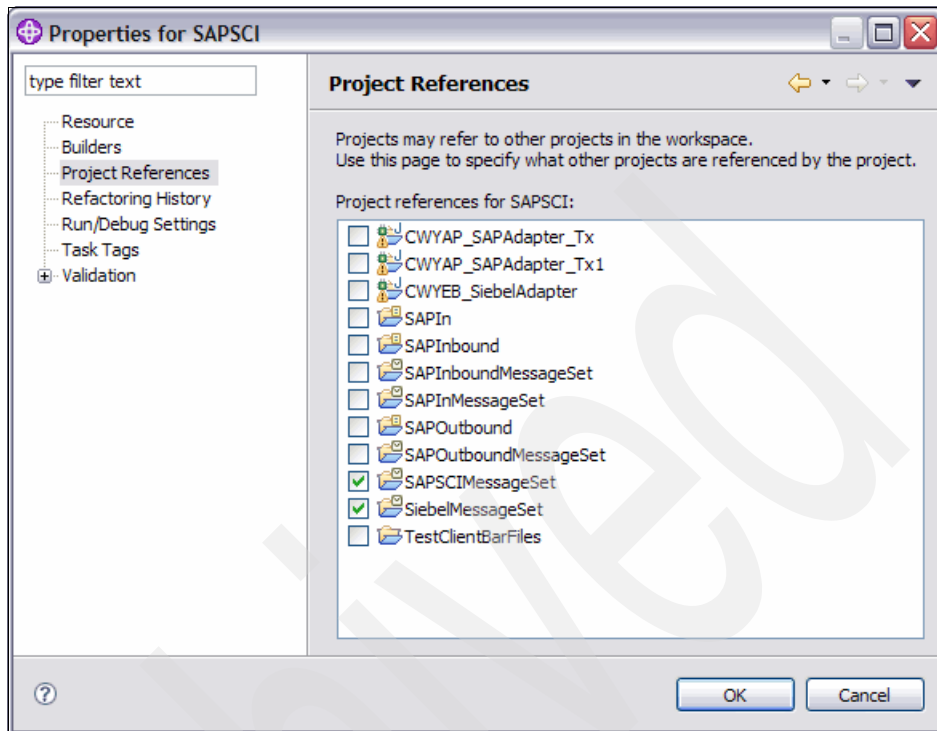 Properties for SAPSCI
type filter text
Resource
Builders
Project References
Refactoring History
Run/Debug Settings
Task Tags
Validation
Project References
Projects may refer to other projects in the workspace.
Use this page to specify what other projects are referenced by the project.
Project references for SAPSCI:
CWYAP_SAPAdapter_Tx
CWYAP_SAPAdapter_Tx1
CWYEB_SiebelAdapter
SAPIn
SAPInbound
SAPInboundMessageSet
SAPInMessageSet
SAPOutbound
SAPOutboundMessageSet
SAPSCIMessageSet
SiebelMessageSet
TestClientBarFiles
OK
Cancel
hived